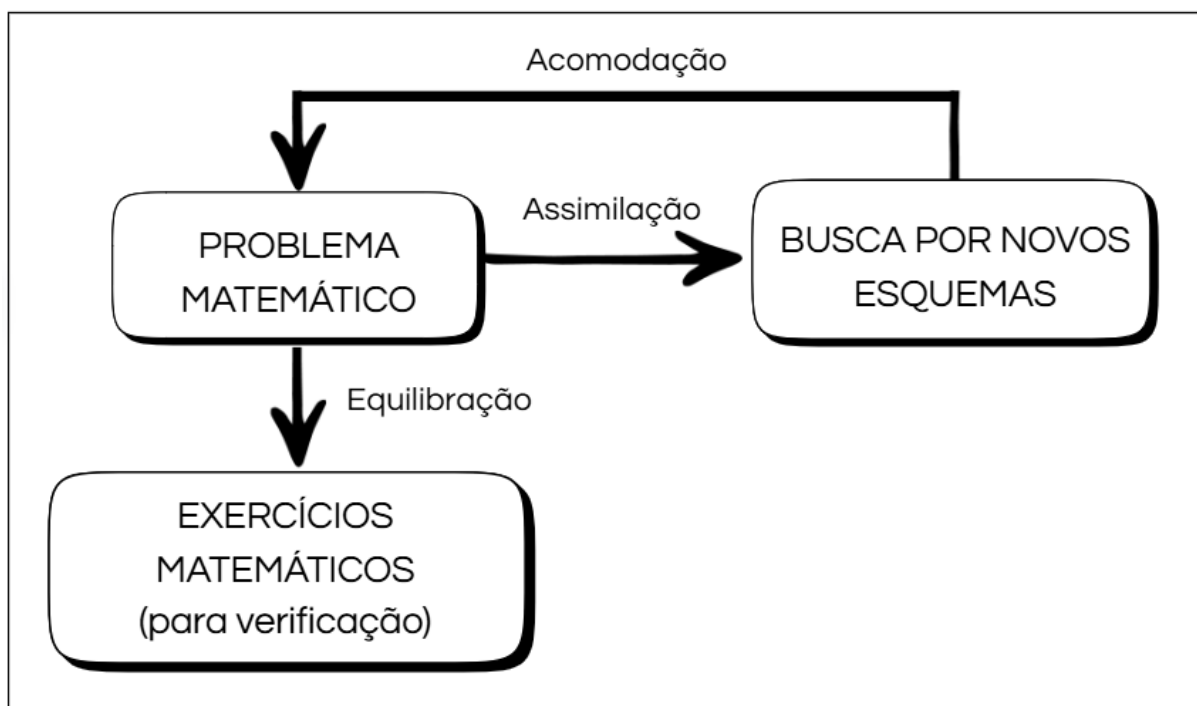 Acomodação
PROBLEMA
MATEMÁTICO
Assimilação
BUSCA POR NOVOS
ESQUEMAS
Equilibração
EXERCÍCIOS
MATEMÁTICOS
(para verificação)